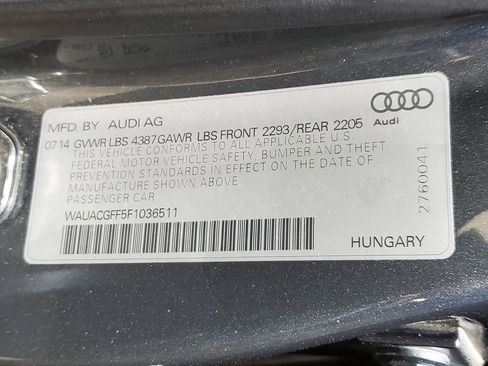 MFD. BY AUDI AG
0714 GVWR LBS 4387GAWR LBS FRONT 2293/REAR 2205
THIS VEHICLE CONFORMS TO ALL APPLICABLE U.S.
FEDERAL MOTOR VEHICLE SAFETY, BUMPER AND THEFT
PREVENTION STANDARDS IN EFFECT ON THE DATE OF
MANUFACTURE SHOWN ABOVE
PASSENGER CAR
WAUACGFF5F1036511
Audi
2760041
HUNGARY